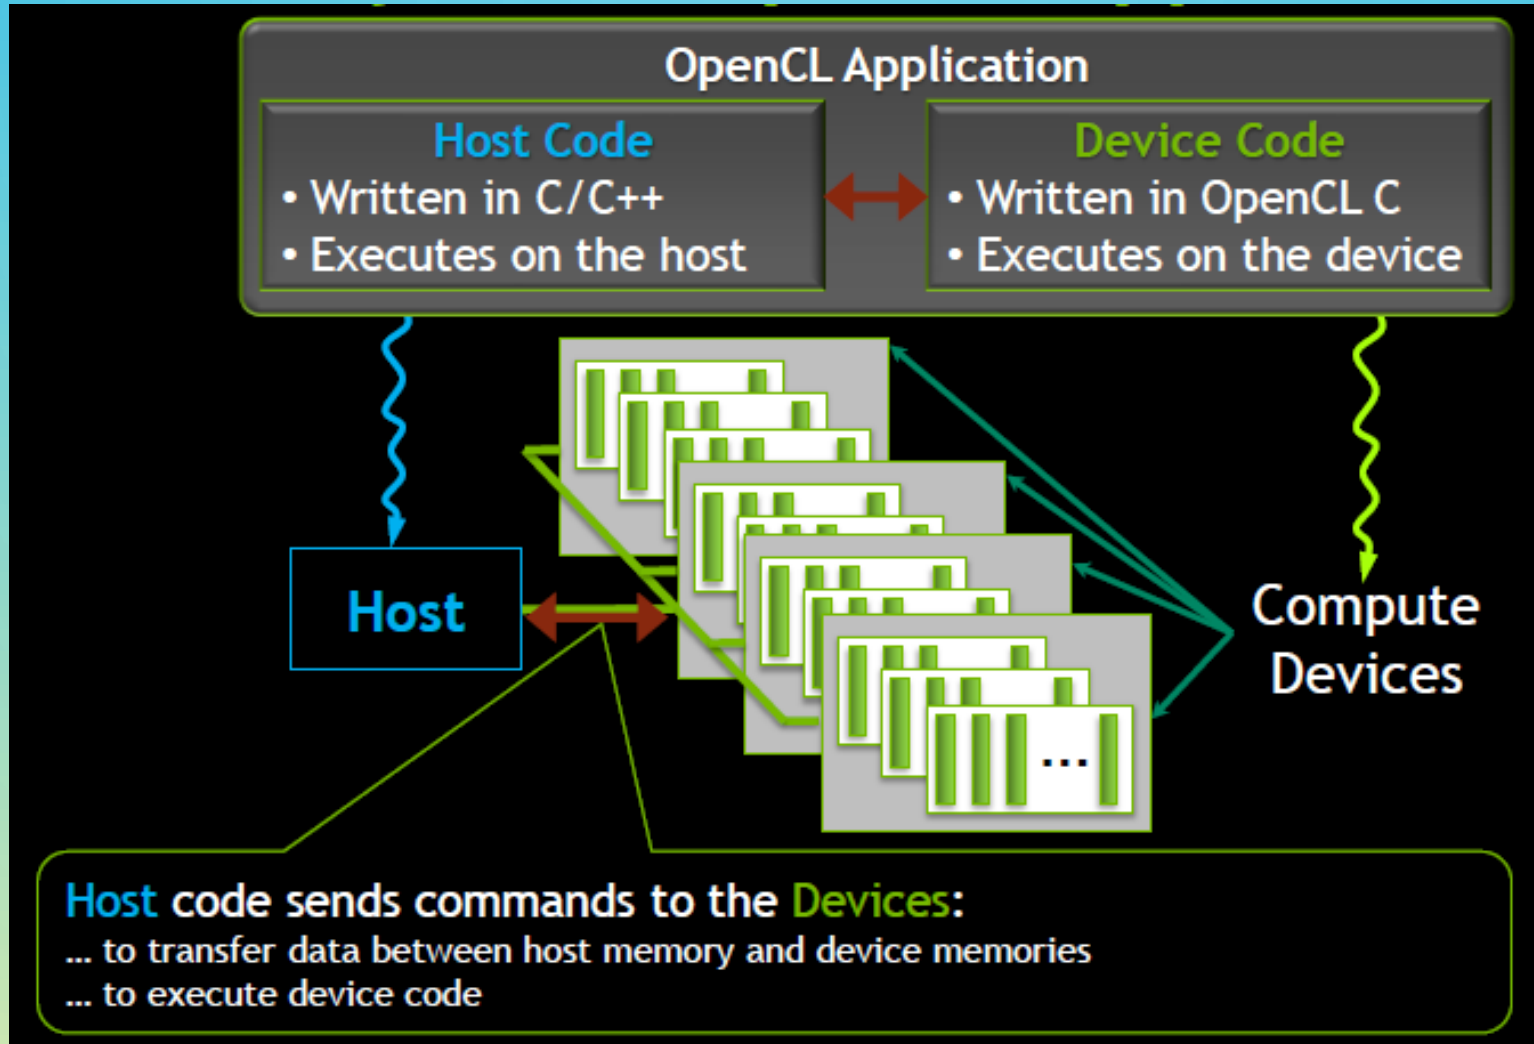 OpenCL Application
Host Code
• Written in C/C++
• Executes on the host
Device Code
• Written in OpenCL C
• Executes on the device
Host
...
Compute
Devices
Host code sends commands to the Devices:
... to transfer data between host memory and device memories
... to execute device code